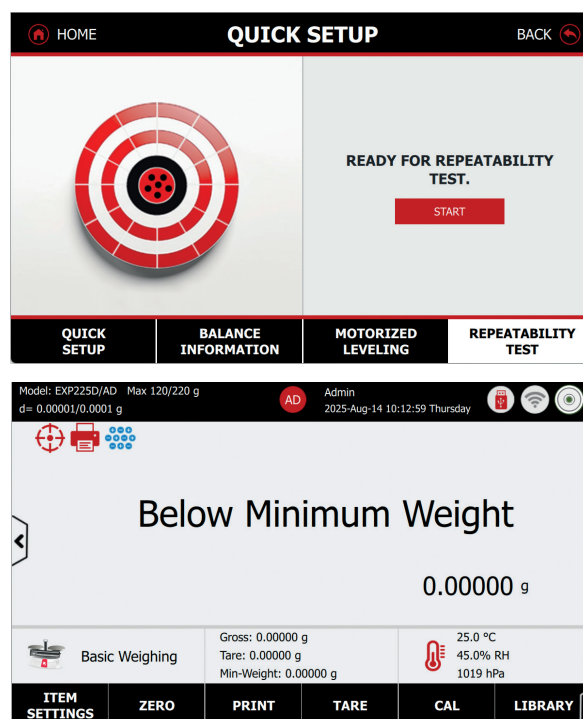 HOME QUICK SETUP BACK
READY FOR REPEATABILITY
TEST.
START
QUICK
SETUP
BALANCE
INFORMATION
MOTORIZED
LEVELING
REPEATABILITY
TEST
Model: EXP225D/AD Max 120/220 g
d= 0.00001/0.0001 g
AD
Admin
2025-Aug-14 10:12:59 Thursday
Below Minimum Weight
0.00000 g
Basic Weighing
Gross: 0.00000 g
Tare: 0.00000 g
Min-Weight: 0.00000 g
25.0 °C
45.0% RH
1019 hPa
ITEM
SETTINGS
ZERO
PRINT
TARE
CAL
LIBRARY